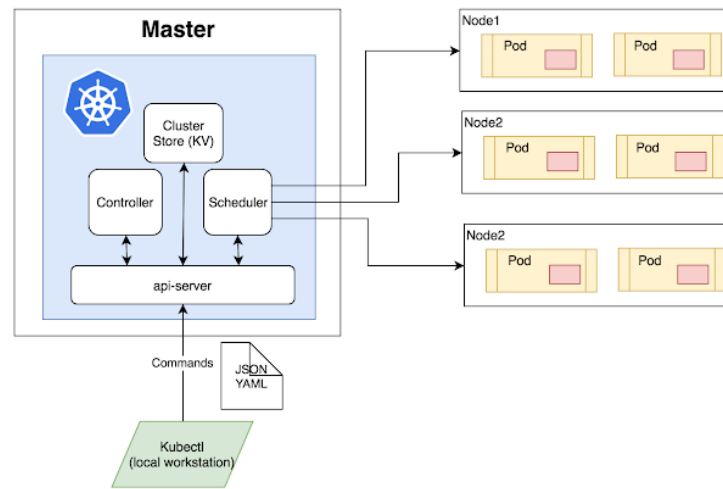 Master
Cluster
Store (KV)
Controller
Scheduler
api-server
Commands
JSON
YAML
Kubectl
(local workstation)
Node1
Pod
Pod
Node2
Pod
Pod
Node2
Pod
Pod